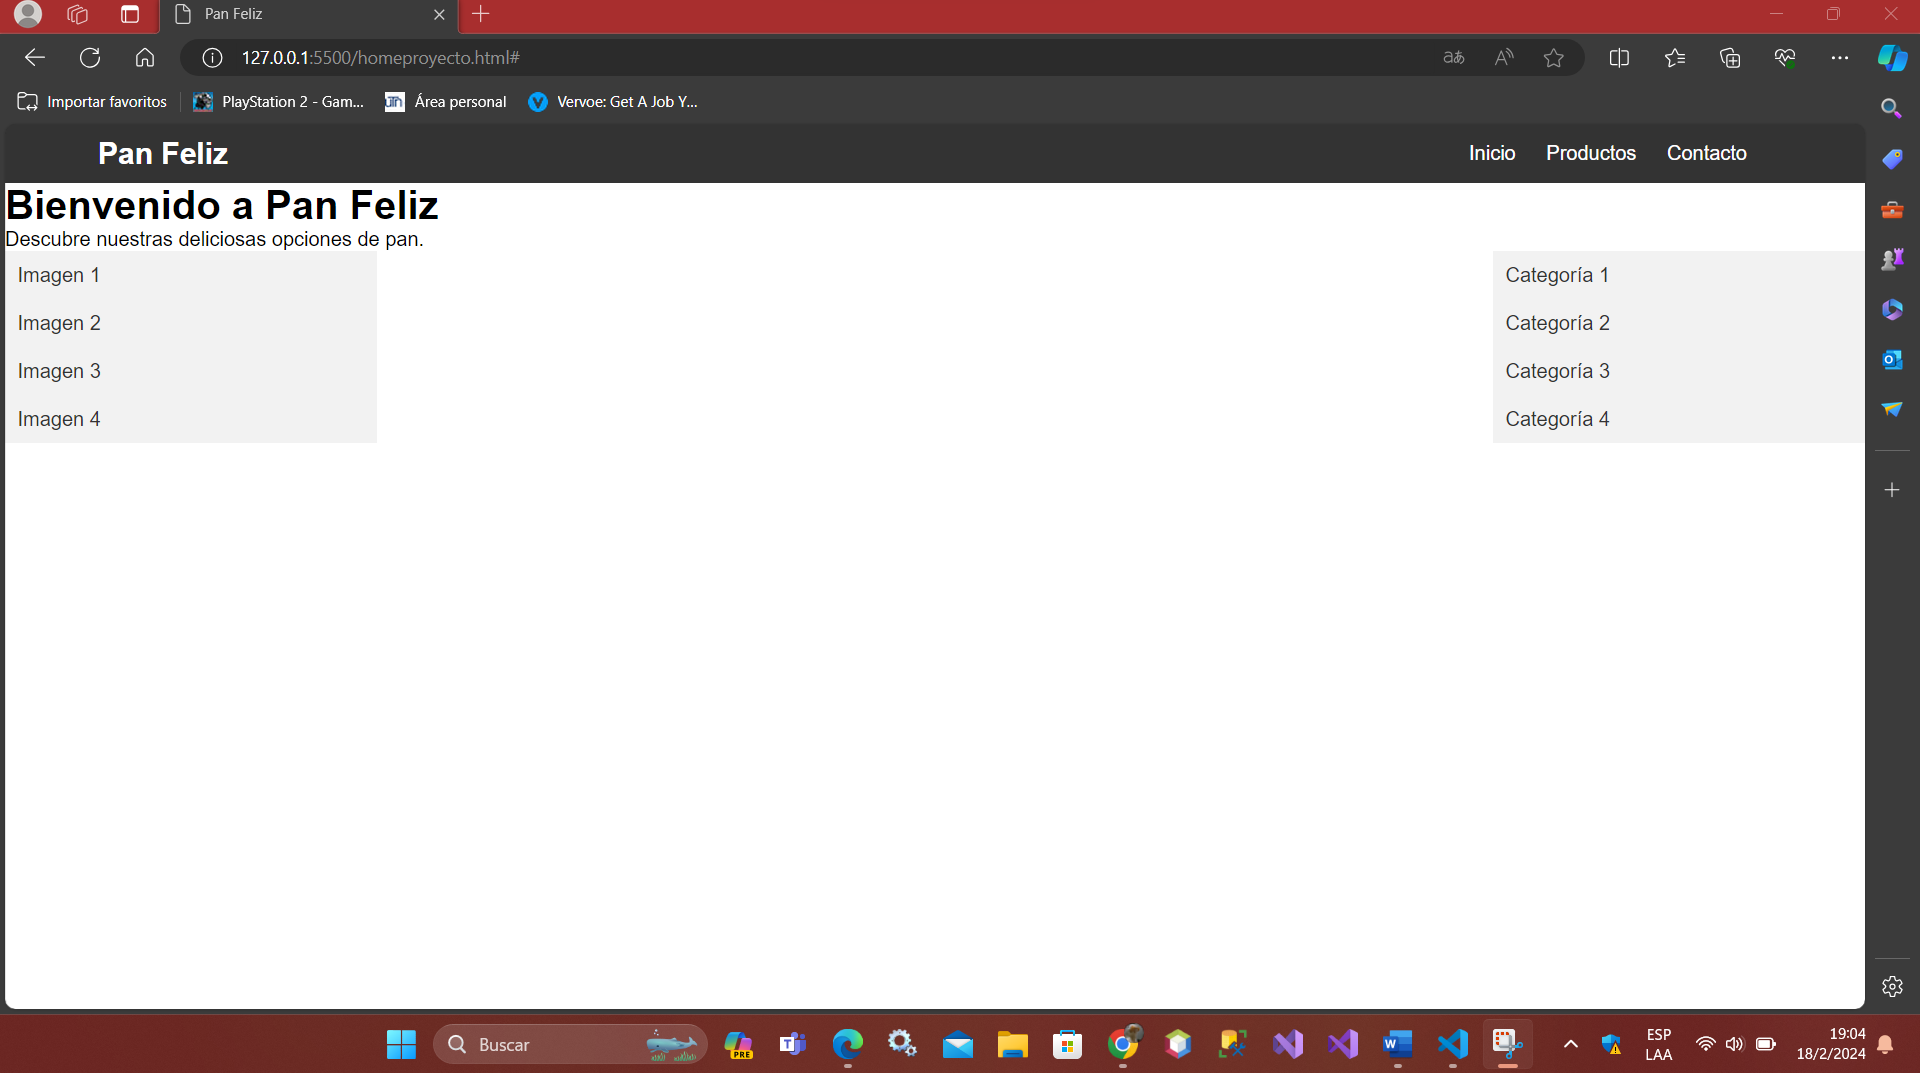 Pan Feliz
127.0.0.1:5500/homeproyecto.html#
Importar favoritos
PlayStation 2 - Gam...
Área personal
Vervoe: Get A Job Y...
Pan Feliz
Inicio
Productos
Contacto
Bienvenido a Pan Feliz
Descubre nuestras deliciosas opciones de pan.
Imagen 1
Imagen 2
Imagen 3
Imagen 4
Categoría 1
Categoría 2
Categoría 3
Categoría 4
Buscar
PRE
ESP
LAA
19:04
18/2/2024